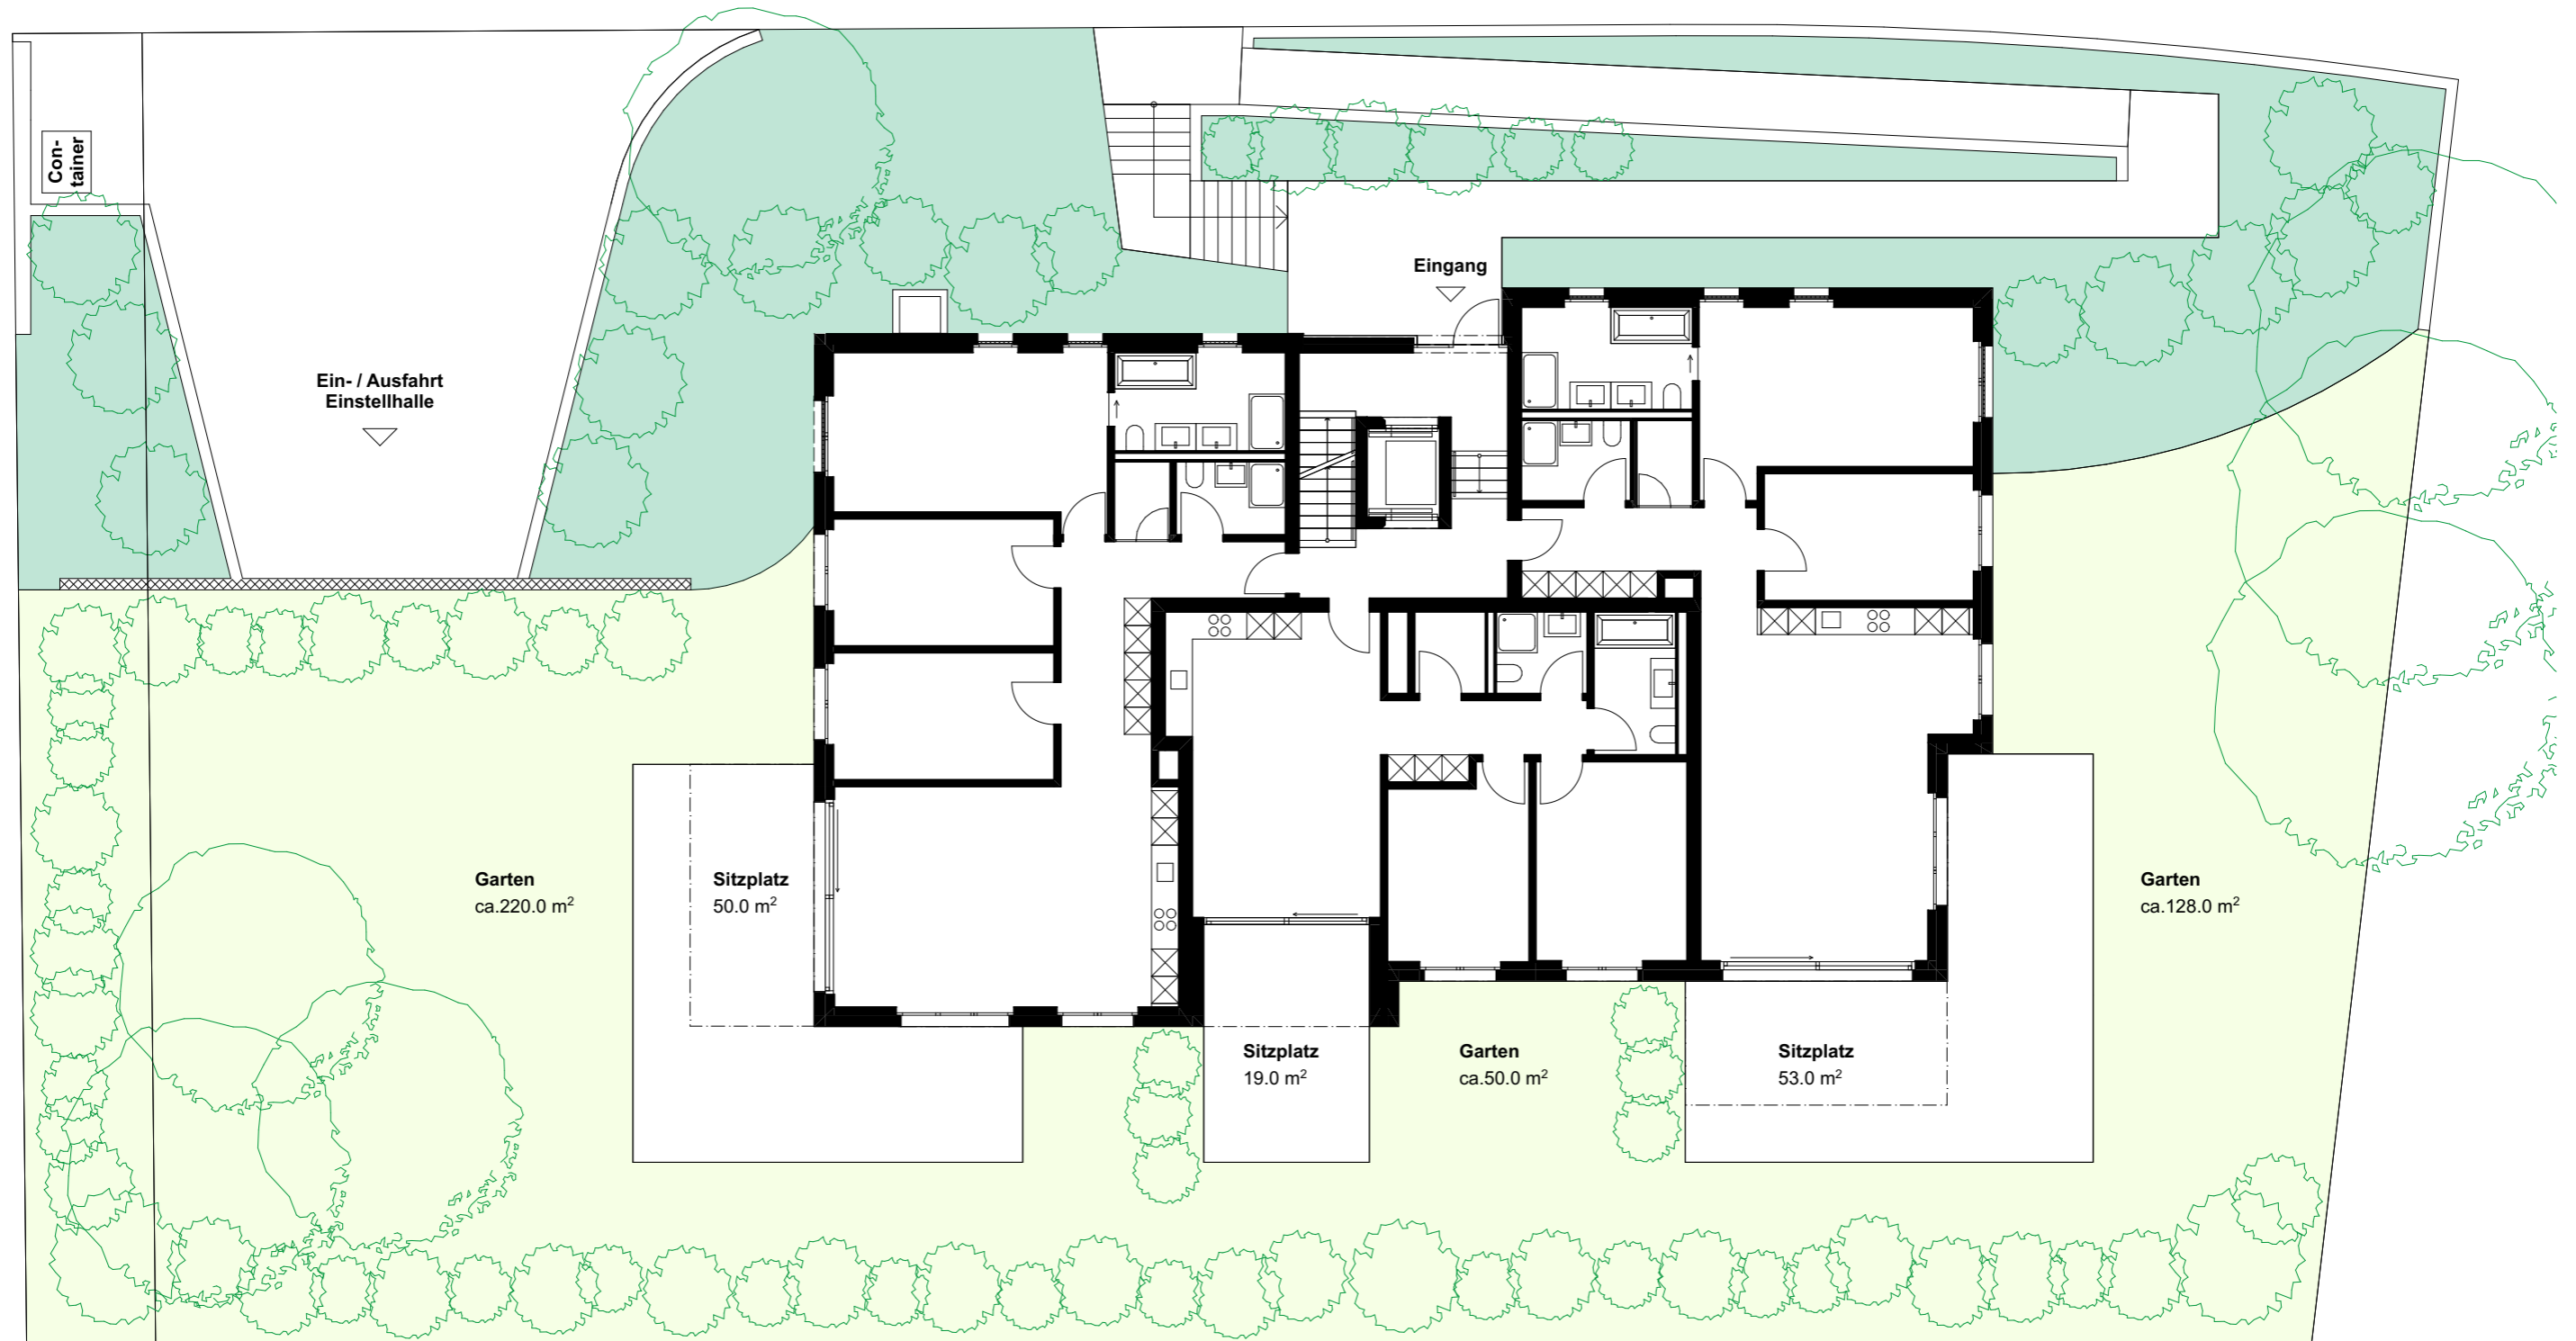 Con-
tainer
Eingang
Ein- / Ausfahrt
Einstellhalle
Garten
ca.220.0 m²
Sitzplatz
50.0 m²
Garten
ca.128.0 m²
Sitzplatz
19.0 m²
Garten
ca.50.0 m²
Sitzplatz
53.0 m²